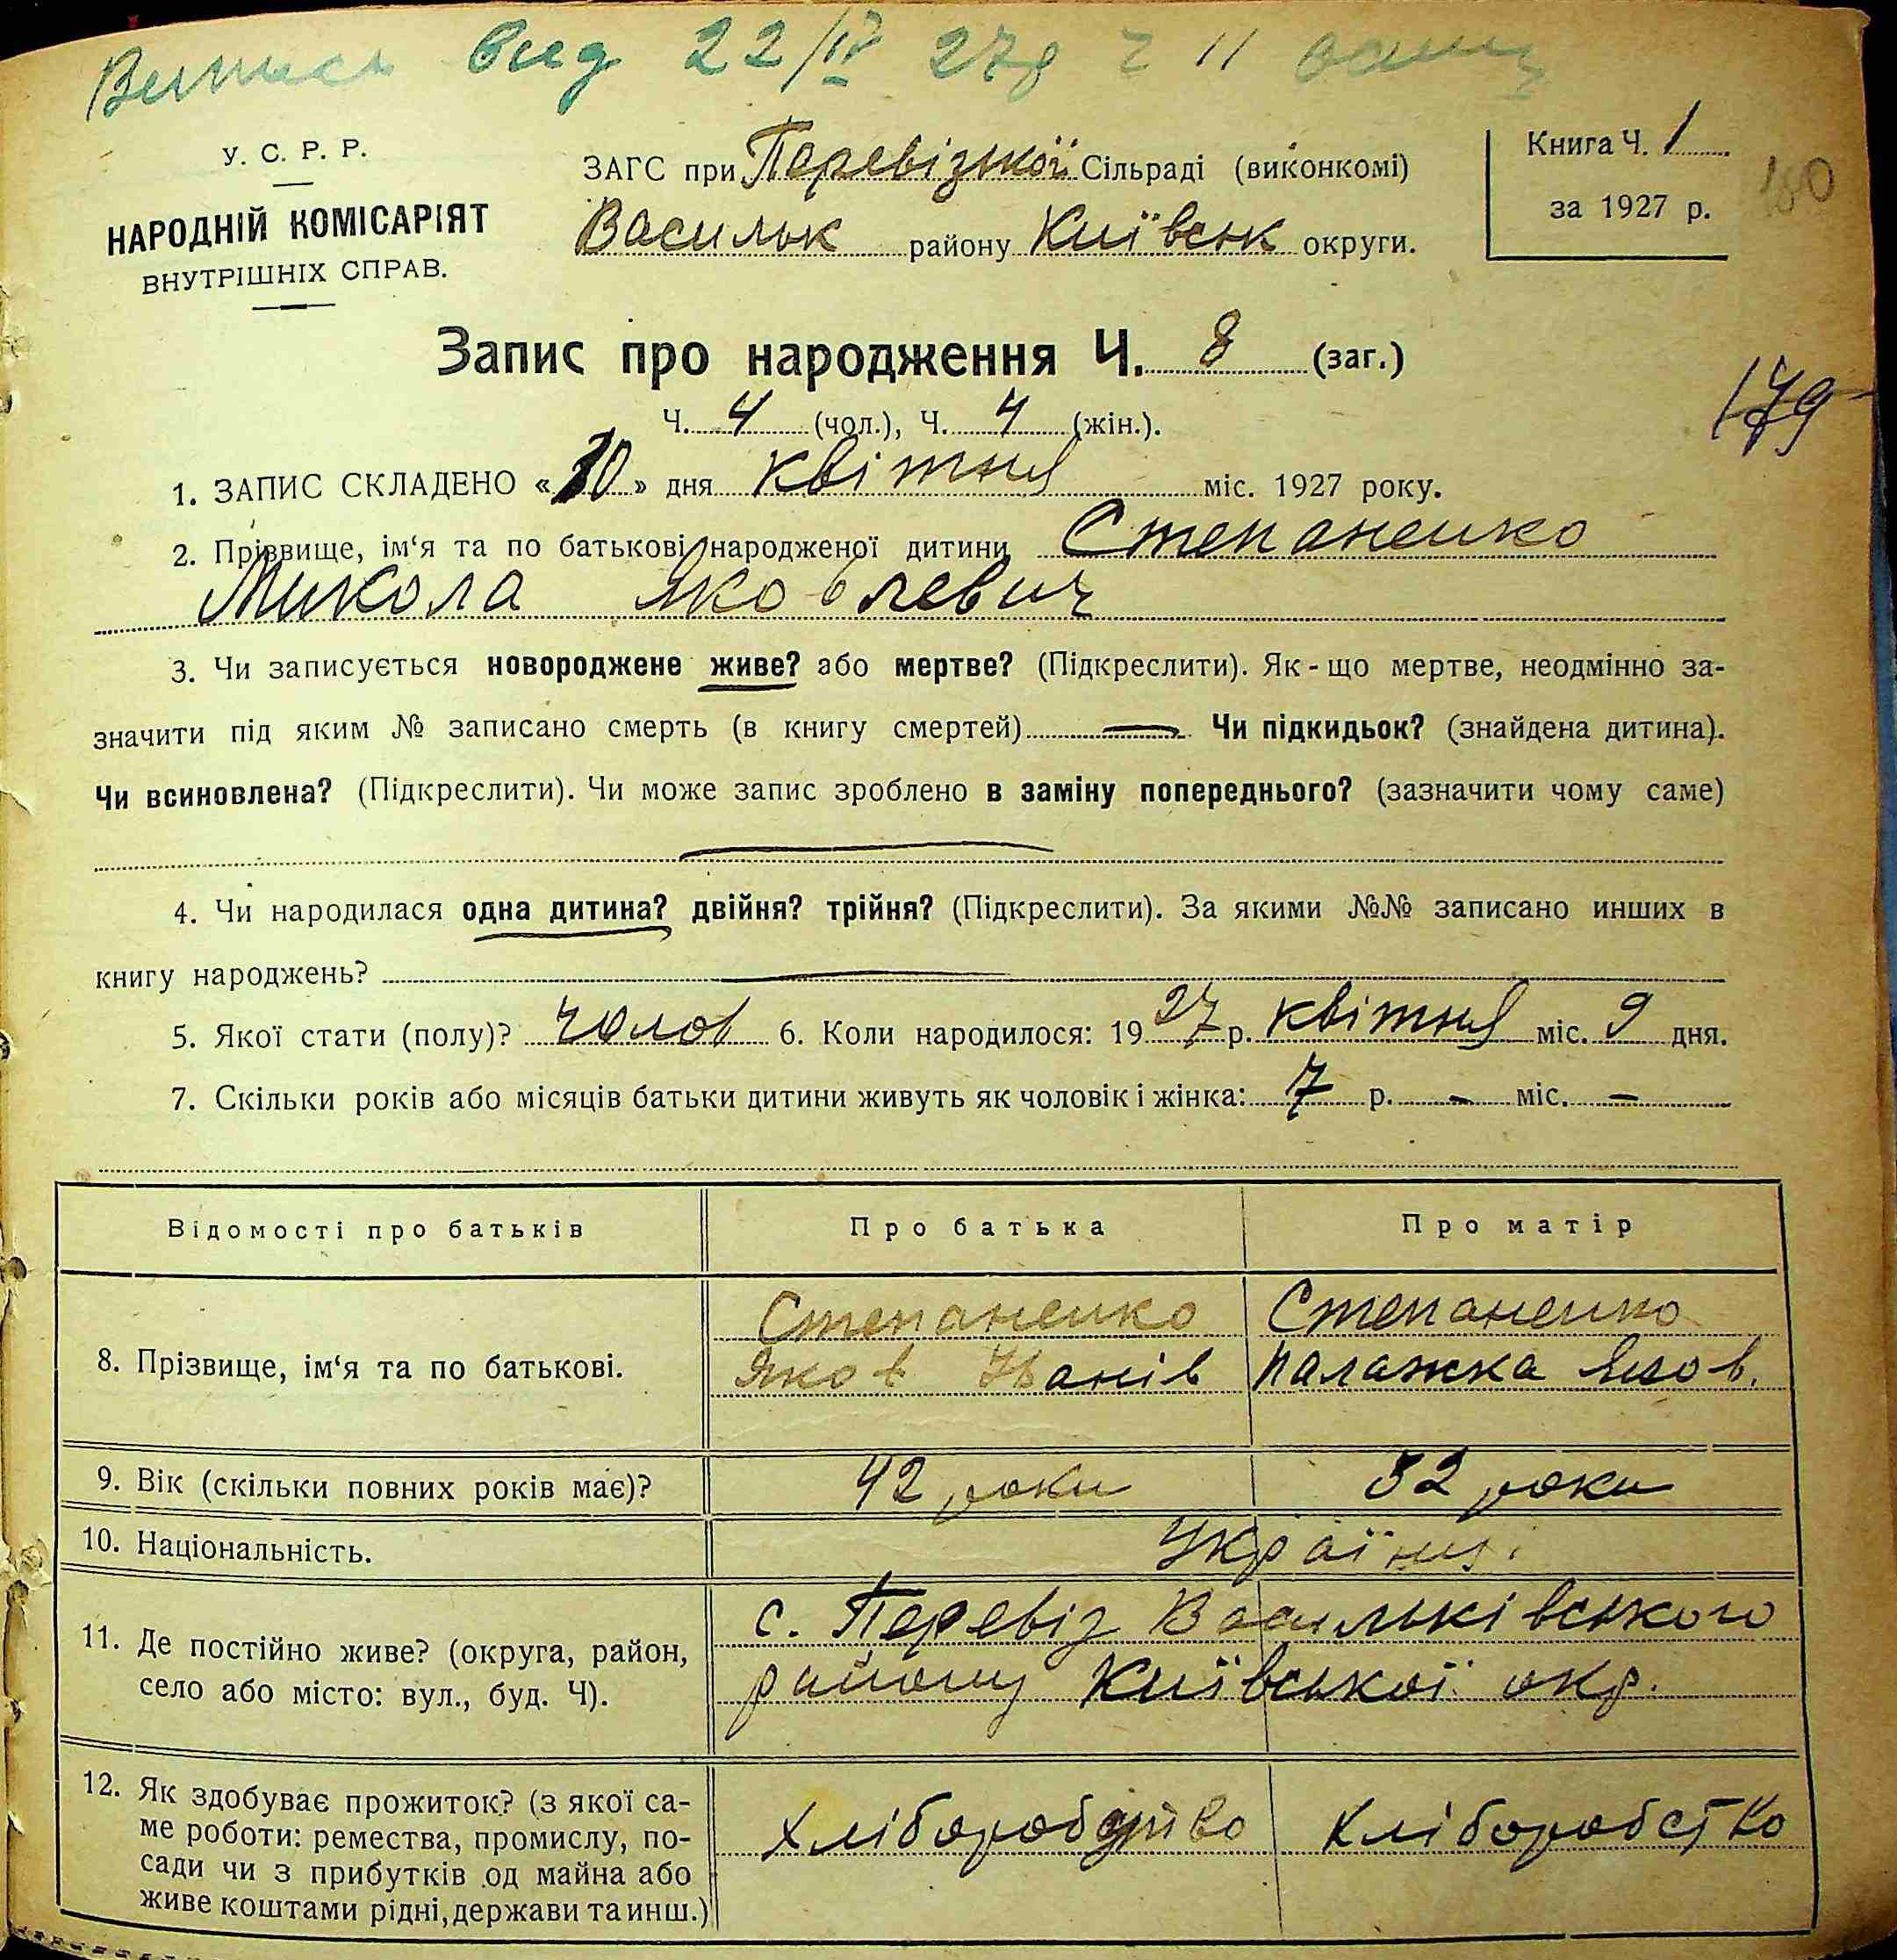 Випись вид 22/IV 27р
У. С. Р. Р.
НАРОДНІЙ КОМІСАРІЯТ
ВНУТРІШНІХ СПРАВ.
ЗАГС при Перевізької Сільраді (виконкомі)
Васильк району Київськ округи.
Книга Ч. 1
за 1927 р.
Запис про народження Ч. 8 (заг.)
179
Ч. 4 (чол.), Ч. 4 (жін.).
1. ЗАПИС СКЛАДЕНО «10» дня квітня міс. 1927 року.
2. Прізвище, ім‘я та по батькові народженої дитини Степаненко
Микола Яковлевич
3. Чи записується новороджене живе? або мертве? (Підкреслити). Як-що мертве, неодмінно за-
значити під яким № записано смерть (в книгу смертей) — Чи підкидьок? (знайдена дитина).
Чи всиновлена? (Підкреслити). Чи може запис зроблено в заміну попереднього? (зазначити чому саме)
—
4. Чи народилася одна дитина? двійня? трійня? (Підкреслити). За якими №№ записано инших в
книгу народжень? —
5. Якої стати (полу)? чолов 6. Коли народилося: 1927 р. квітня міс. 9 дня.
7. Скільки років або місяців батьки дитини живуть як чоловік і жінка: 7 р. – міс. –
Відомості про батьків Про батька Про матір
8. Прізвище, ім‘я та по батькові.
Степаненко Степаненко
Яков Іванів Палажка Яков.
9. Вік (скільки повних років має)? 42 роки 32 роки
10. Національність. Україну.
11. Де постійно живе? (округа, район,
село або місто: вул., буд. Ч).
с. Перевіз Васильківського
району Київської окр.
12. Як здобуває прожиток? (з якої са-
ме роботи: ремества, промислу, по-
сади чи з прибутків од майна або
живе коштами рідні, держави та инш.)
хліборобство хліборобство